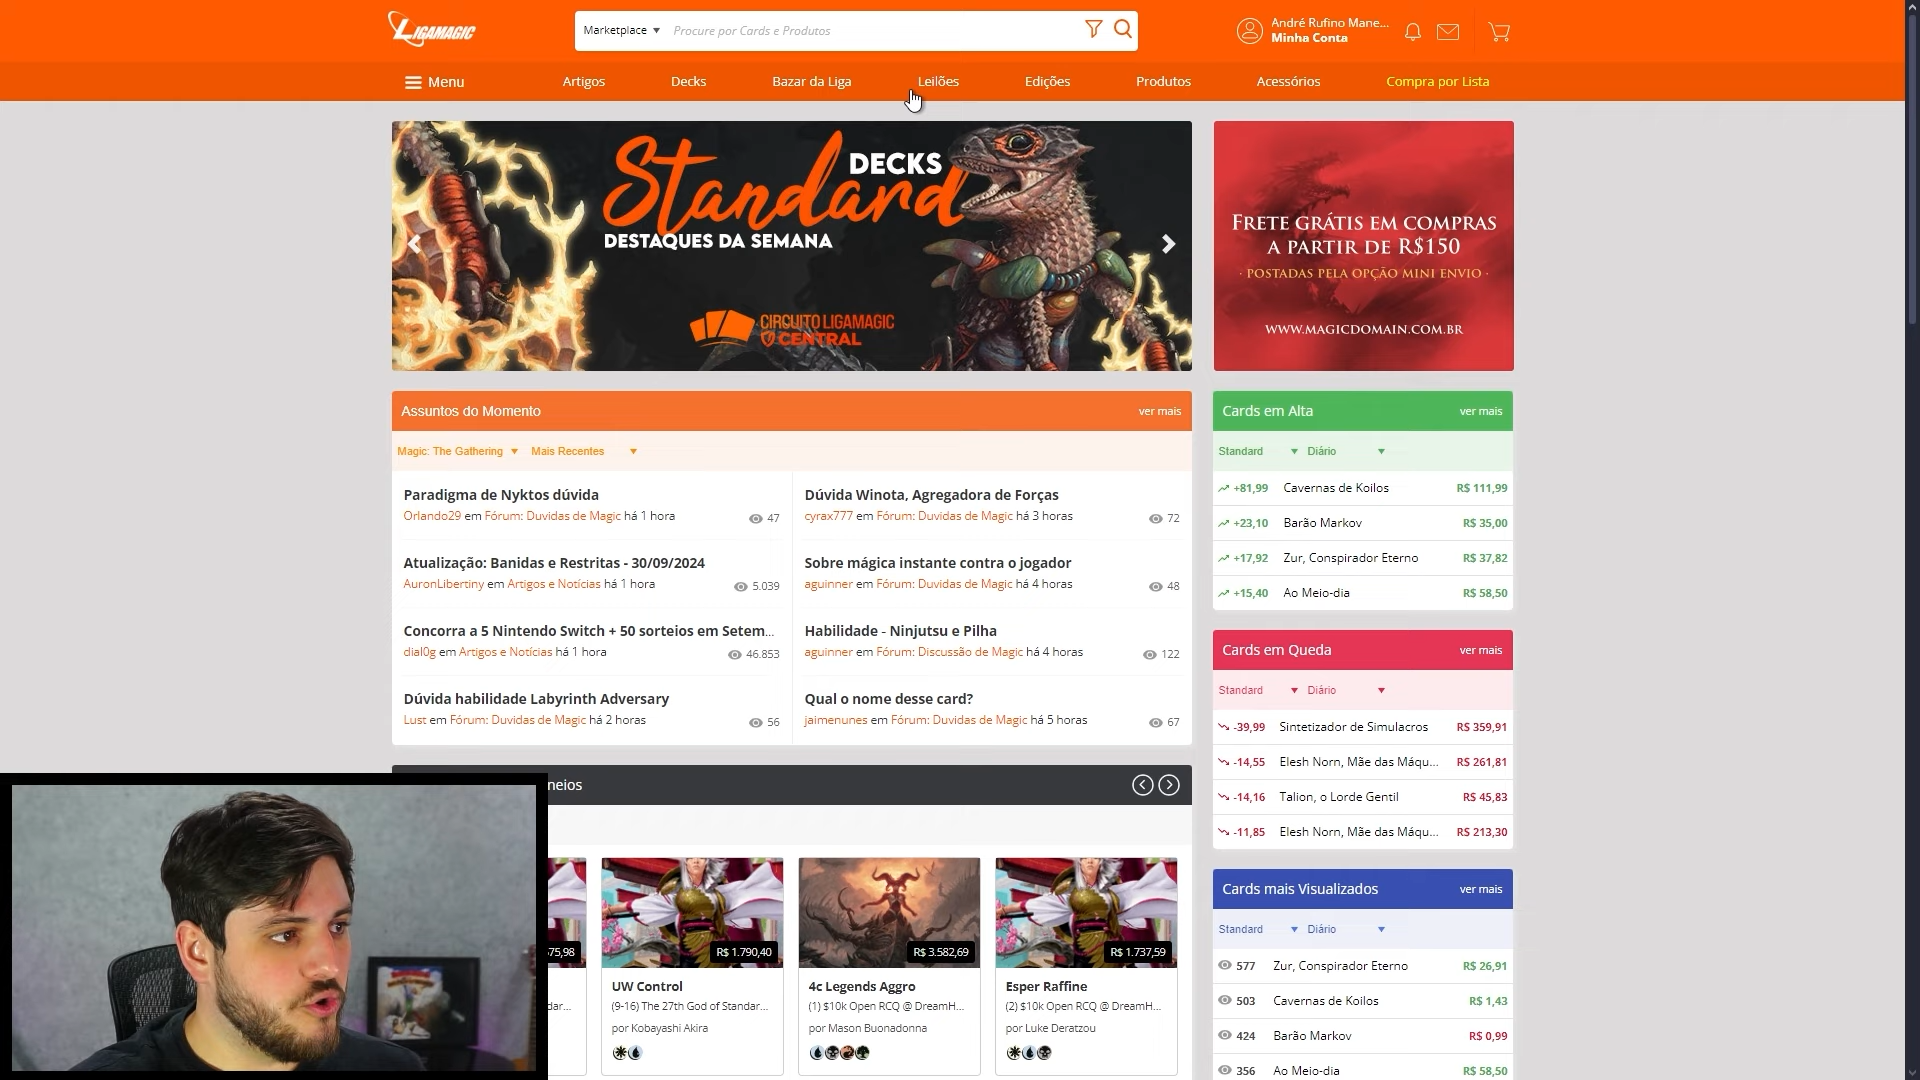 LIGAMAGIC
Marketplace
Procure por Cards e Produtos
André Rufino Mane...
Minha Conta
Menu
Artigos
Decks
Bazar da Liga
Leilões
Edições
Produtos
Acessórios
Compra por Lista
Standard
DECKS
DESTAQUES DA SEMANA
CIRCUITO LIGAMAGIC
CENTRAL
FRETE GRÁTIS EM COMPRAS
A PARTIR DE R$150
· POSTADAS PELA OPÇÃO MINI ENVIO ·
WWW.MAGICDOMAIN.COM.BR
Assuntos do Momento
ver mais
Magic: The Gathering
Mais Recentes
Paradigma de Nyktos dúvida
Orlando29 em Fórum: Duvidas de Magic há 1 hora
47
Dúvida Winota, Agregadora de Forças
cyrax777 em Fórum: Duvidas de Magic há 3 horas
72
Atualização: Banidas e Restritas - 30/09/2024
AuronLibertiny em Artigos e Notícias há 1 hora
5.039
Sobre mágica instante contra o jogador
aguinner em Fórum: Duvidas de Magic há 4 horas
48
Concorra a 5 Nintendo Switch + 50 sorteios em Setem...
dial0g em Artigos e Notícias há 1 hora
46.853
Habilidade - Ninjutsu e Pilha
aguinner em Fórum: Discussão de Magic há 4 horas
122
Dúvida habilidade Labyrinth Adversary
Lust em Fórum: Duvidas de Magic há 2 horas
56
Qual o nome desse card?
jaimenunes em Fórum: Duvidas de Magic há 5 horas
67
Cards em Alta
ver mais
Standard
Diário
+81,99 Cavernas de Koilos R$ 111,99
+23,10 Barão Markov R$ 35,00
+17,92 Zur, Conspirador Eterno R$ 37,82
+15,40 Ao Meio-dia R$ 58,50
Cards em Queda
ver mais
Standard
Diário
-39,99 Sintetizador de Simulacros R$ 359,91
-14,55 Elesh Norn, Mãe das Máqu... R$ 261,81
-14,16 Talion, o Lorde Gentil R$ 45,83
-11,85 Elesh Norn, Mãe das Máqu... R$ 213,30
Cards mais Visualizados
ver mais
Standard
Diário
577 Zur, Conspirador Eterno R$ 26,91
503 Cavernas de Koilos R$ 1,43
424 Barão Markov R$ 0,99
356 Ao Meio-dia R$ 58,50
neios
75,98
dar...
R$ 1.790,40
UW Control
(9-16) The 27th God of Standar...
por Kobayashi Akira
R$ 3.582,69
4c Legends Aggro
(1) $10k Open RCQ @ DreamH...
por Mason Buonadonna
R$ 1.737,59
Esper Raffine
(2) $10k Open RCQ @ DreamH...
por Luke Deratzou